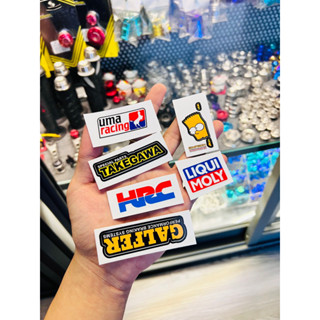 uma
racing
TAKEGAWA
SPECIAL PARTS
HRC
LIQUI
MOLY
GALFER
PERFORMANCE BRAKING SYSTEMS